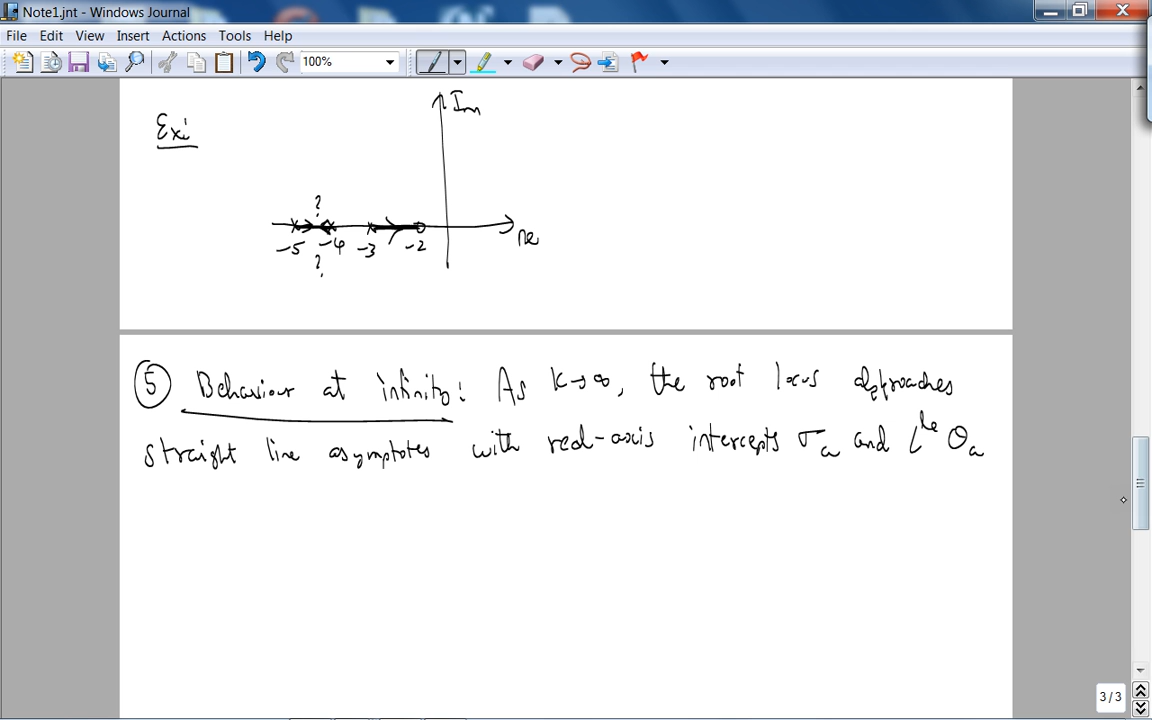 Note1.jnt - Windows Journal
File Edit View Insert Actions Tools Help
100%
Ex:
Im
?
-5 -4 -3 -2
Re
?
⑤ Behaviour at infinity: As K→∞, the root locus approaches
straight line asymptotes with real-axis intercepts σa and ∠le θa
3 / 3